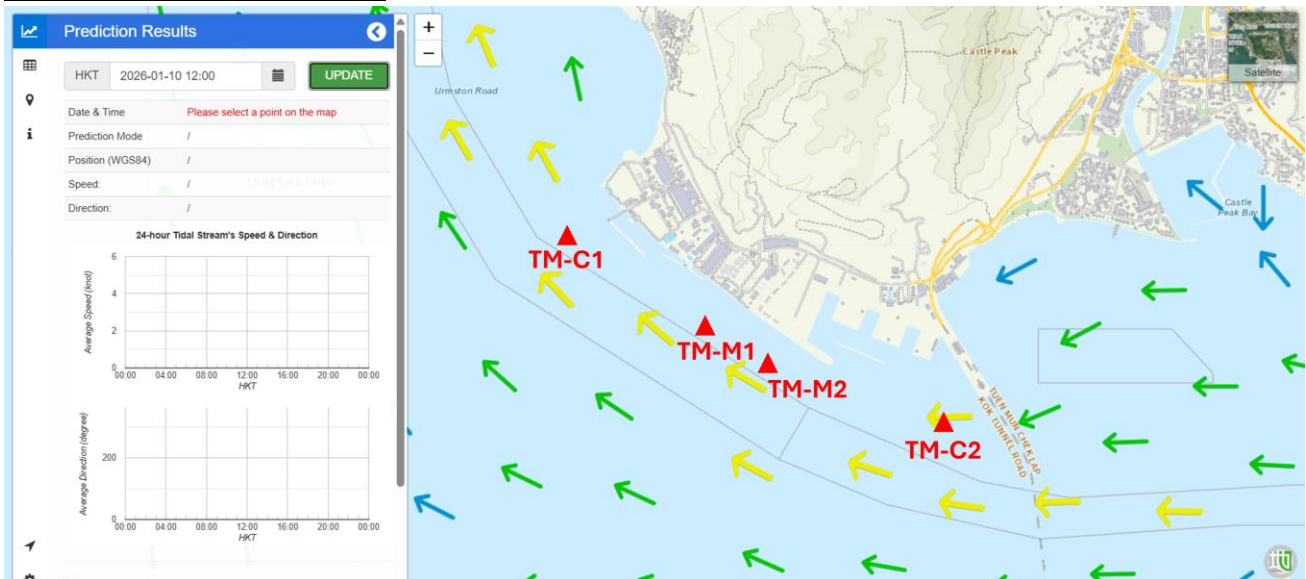 Prediction Results
HKT 2026-01-10 12:00 UPDATE
Date & Time Please select a point on the map
Prediction Mode /
Position (WGS84) /
Speed: /
Direction: /
24-hour Tidal Stream's Speed & Direction
Average Speed (knot)
6
4
2
0
00:00 04:00 08:00 12:00 16:00 20:00 00:00
HKT
Average Direction (degree)
200
0
00:00 04:00 08:00 12:00 16:00 20:00 00:00
HKT
+
−
Urmston Road
Castle Peak
Satellite
Castle
Peak Bay
TM-C1
TM-M1
TM-M2
TM-C2
TUEN MUN CHEK LAP
KOK TUNNEL ROAD